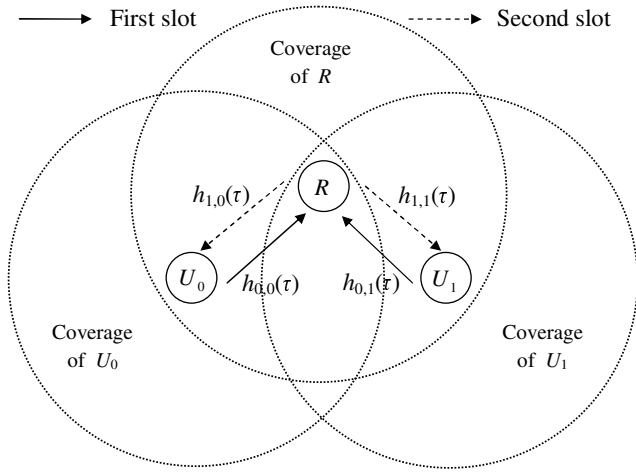 First slot
Second slot
Coverage
of R
R
h1,0(τ)
h1,1(τ)
U0
U1
h0,0(τ)
h0,1(τ)
Coverage
of U0
Coverage
of U1